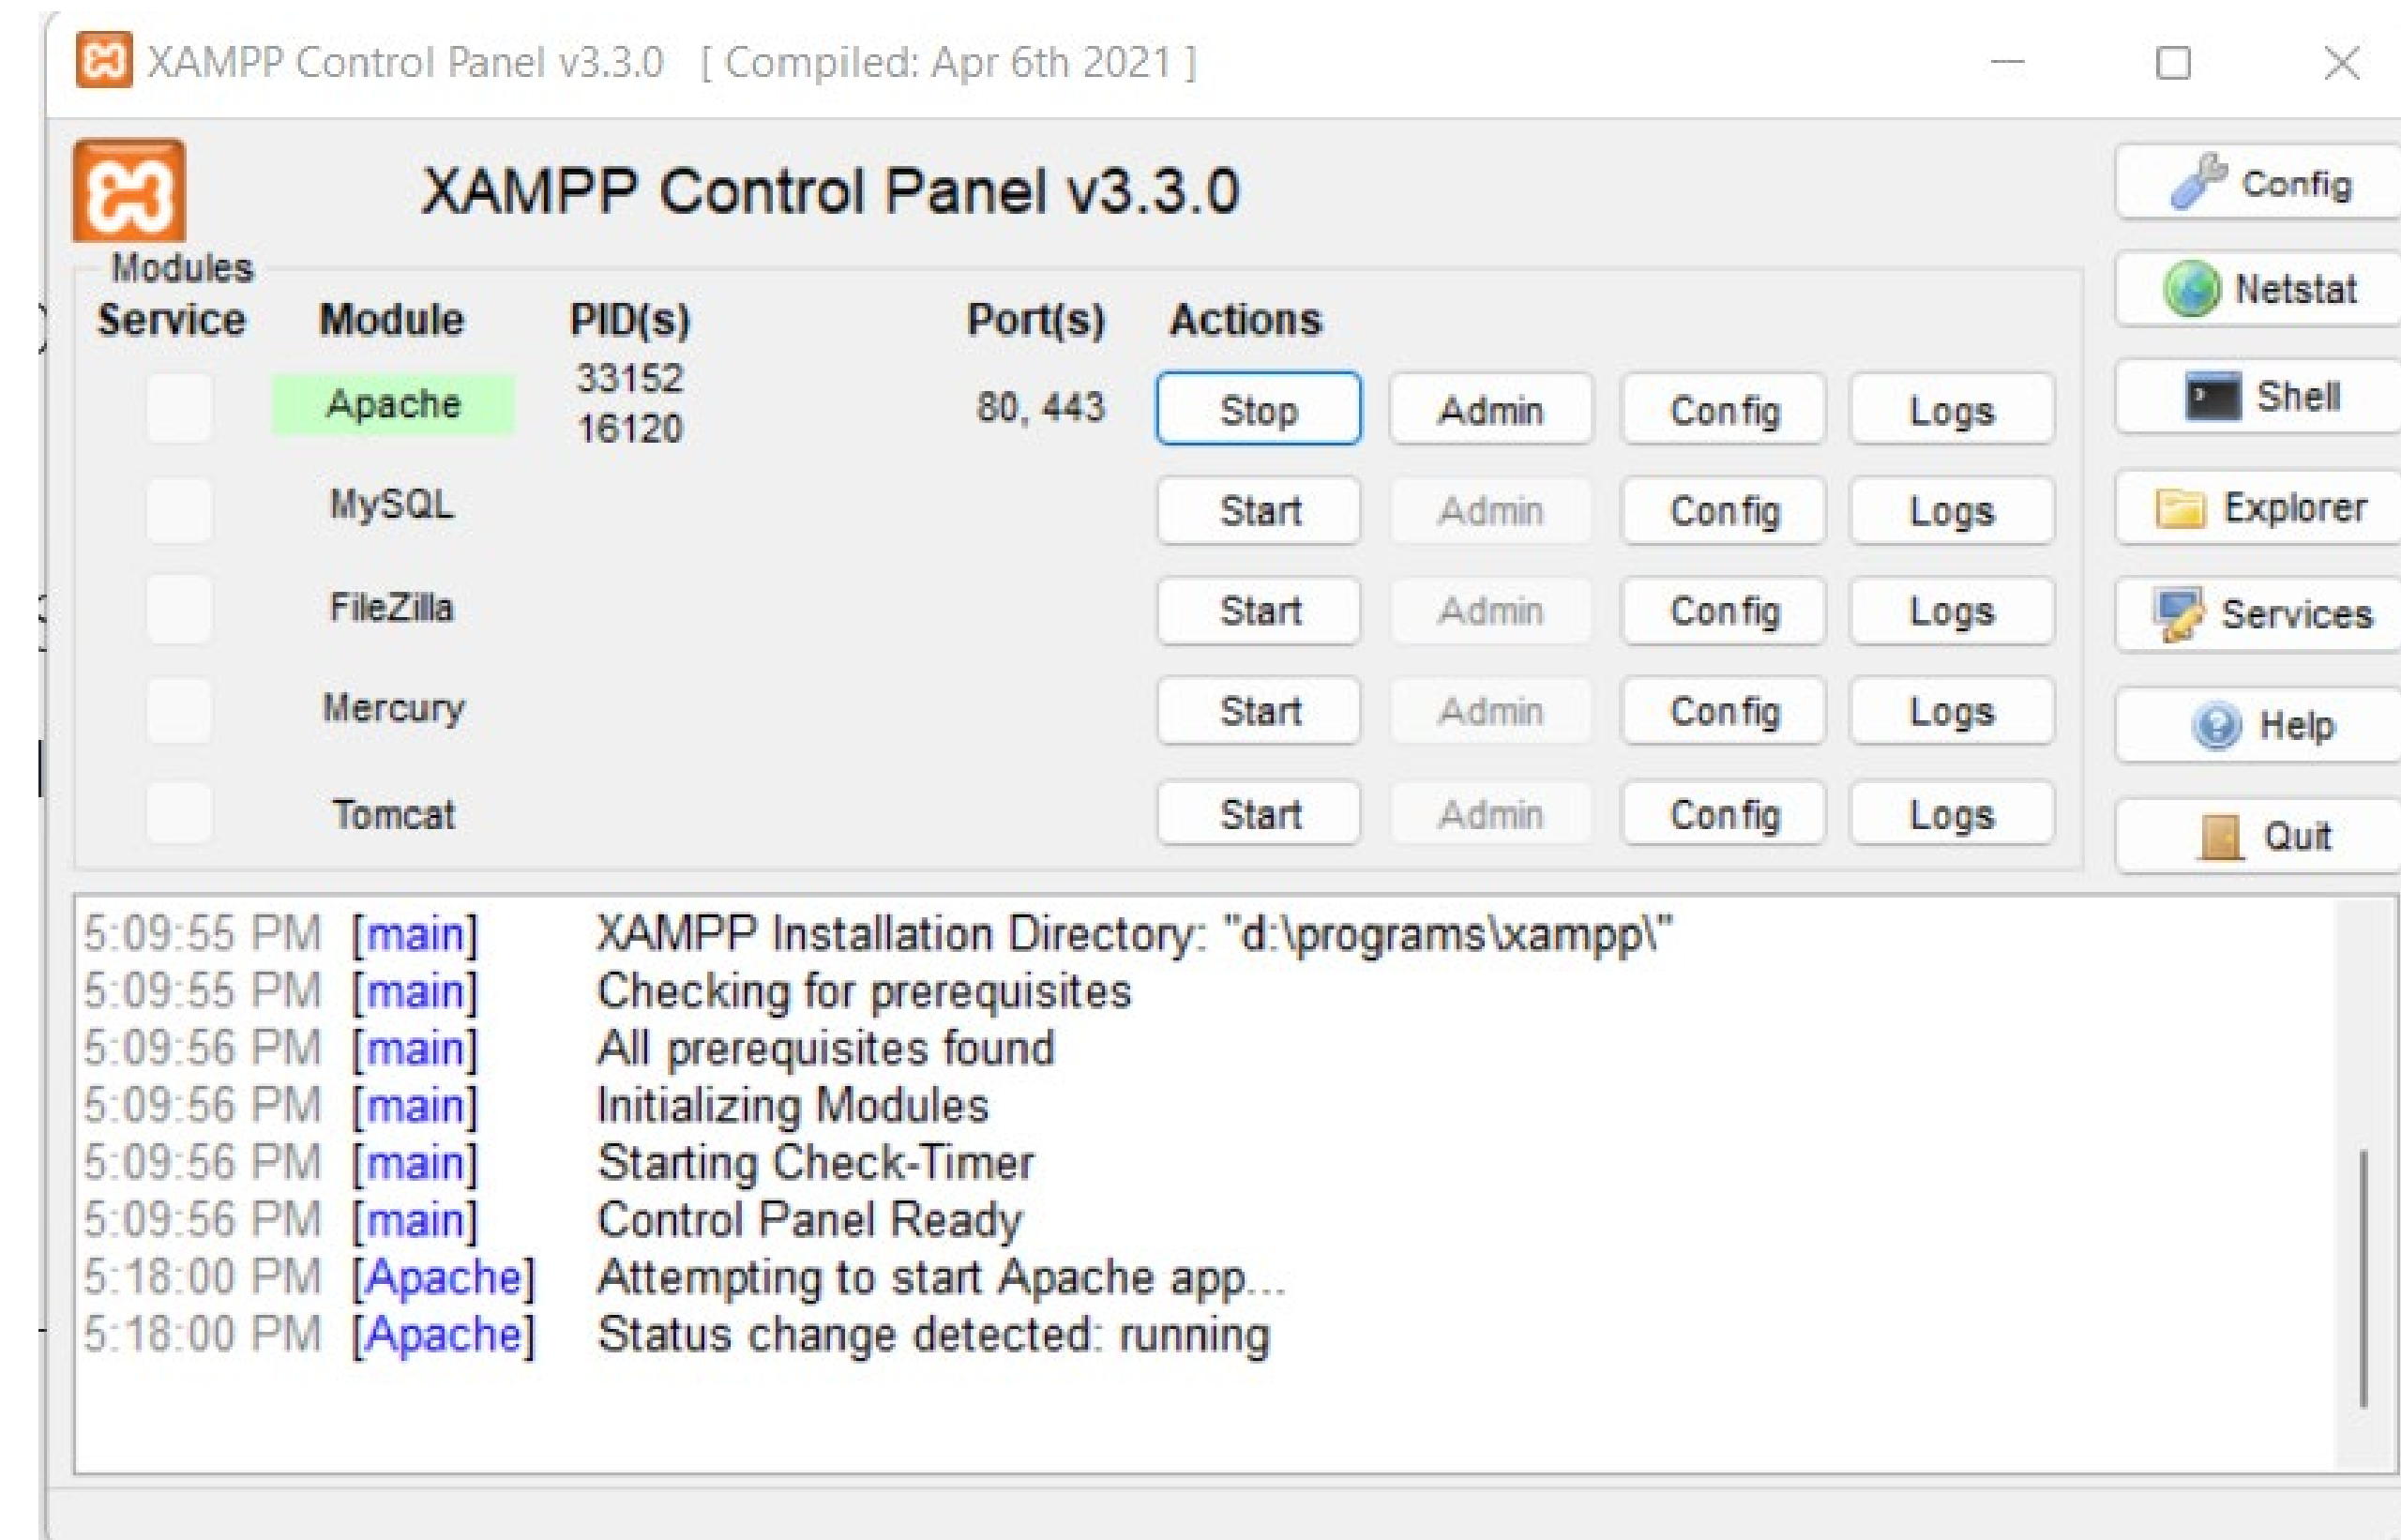 XAMPP Control Panel v3.3.0 [ Compiled: Apr 6th 2021 ]
XAMPP Control Panel v3.3.0
Config
Modules
Service Module PID(s) Port(s) Actions
Netstat
Apache 33152 16120 80, 443 Stop Admin Config Logs
Shell
MySQL Start Admin Config Logs
Explorer
FileZilla Start Admin Config Logs
Services
Mercury Start Admin Config Logs
Help
Tomcat Start Admin Config Logs
Quit
5:09:55 PM [main] XAMPP Installation Directory: "d:\programs\xampp\"
5:09:55 PM [main] Checking for prerequisites
5:09:56 PM [main] All prerequisites found
5:09:56 PM [main] Initializing Modules
5:09:56 PM [main] Starting Check-Timer
5:09:56 PM [main] Control Panel Ready
5:18:00 PM [Apache] Attempting to start Apache app...
5:18:00 PM [Apache] Status change detected: running